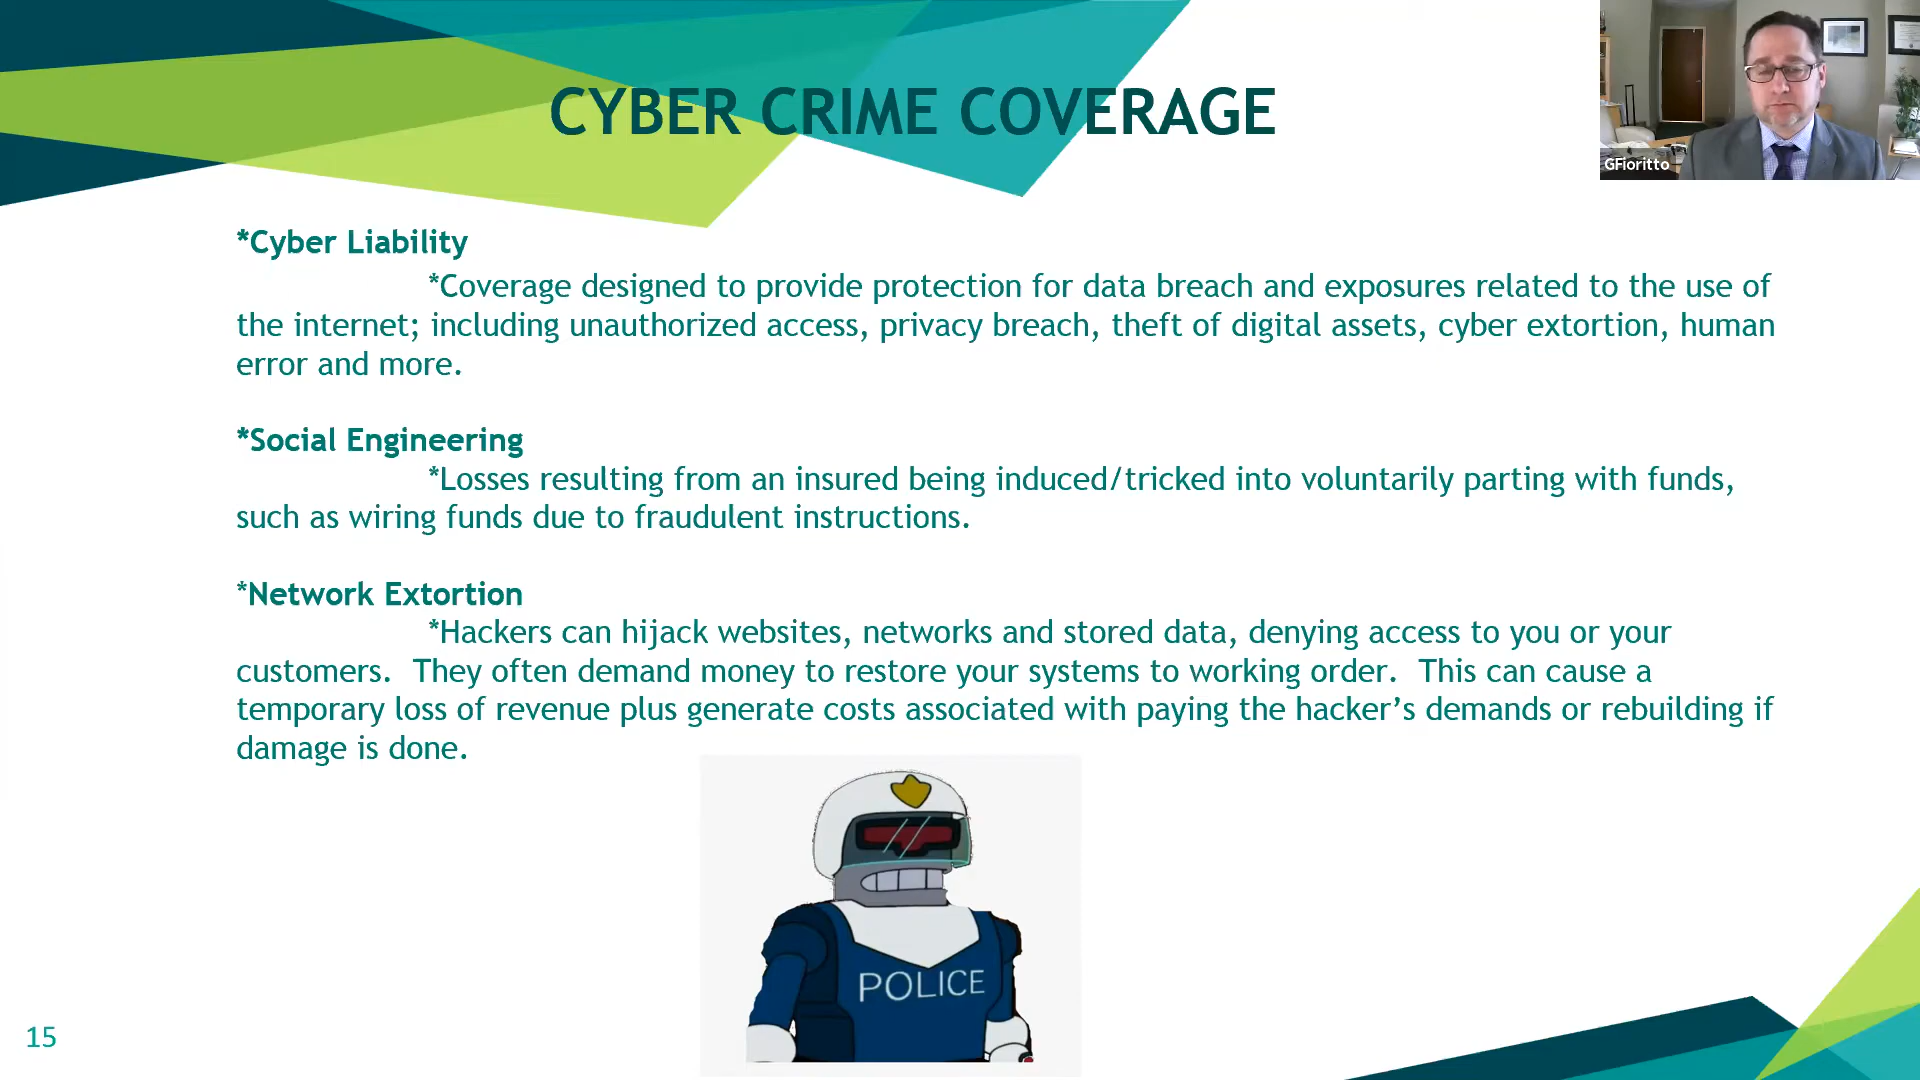 CYBER CRIME COVERAGE
GFioritto
*Cyber Liability
*Coverage designed to provide protection for data breach and exposures related to the use of
the internet; including unauthorized access, privacy breach, theft of digital assets, cyber extortion, human
error and more.
*Social Engineering
*Losses resulting from an insured being induced/tricked into voluntarily parting with funds,
such as wiring funds due to fraudulent instructions.
*Network Extortion
*Hackers can hijack websites, networks and stored data, denying access to you or your
customers.  They often demand money to restore your systems to working order.  This can cause a
temporary loss of revenue plus generate costs associated with paying the hacker’s demands or rebuilding if
damage is done.
POLICE
15